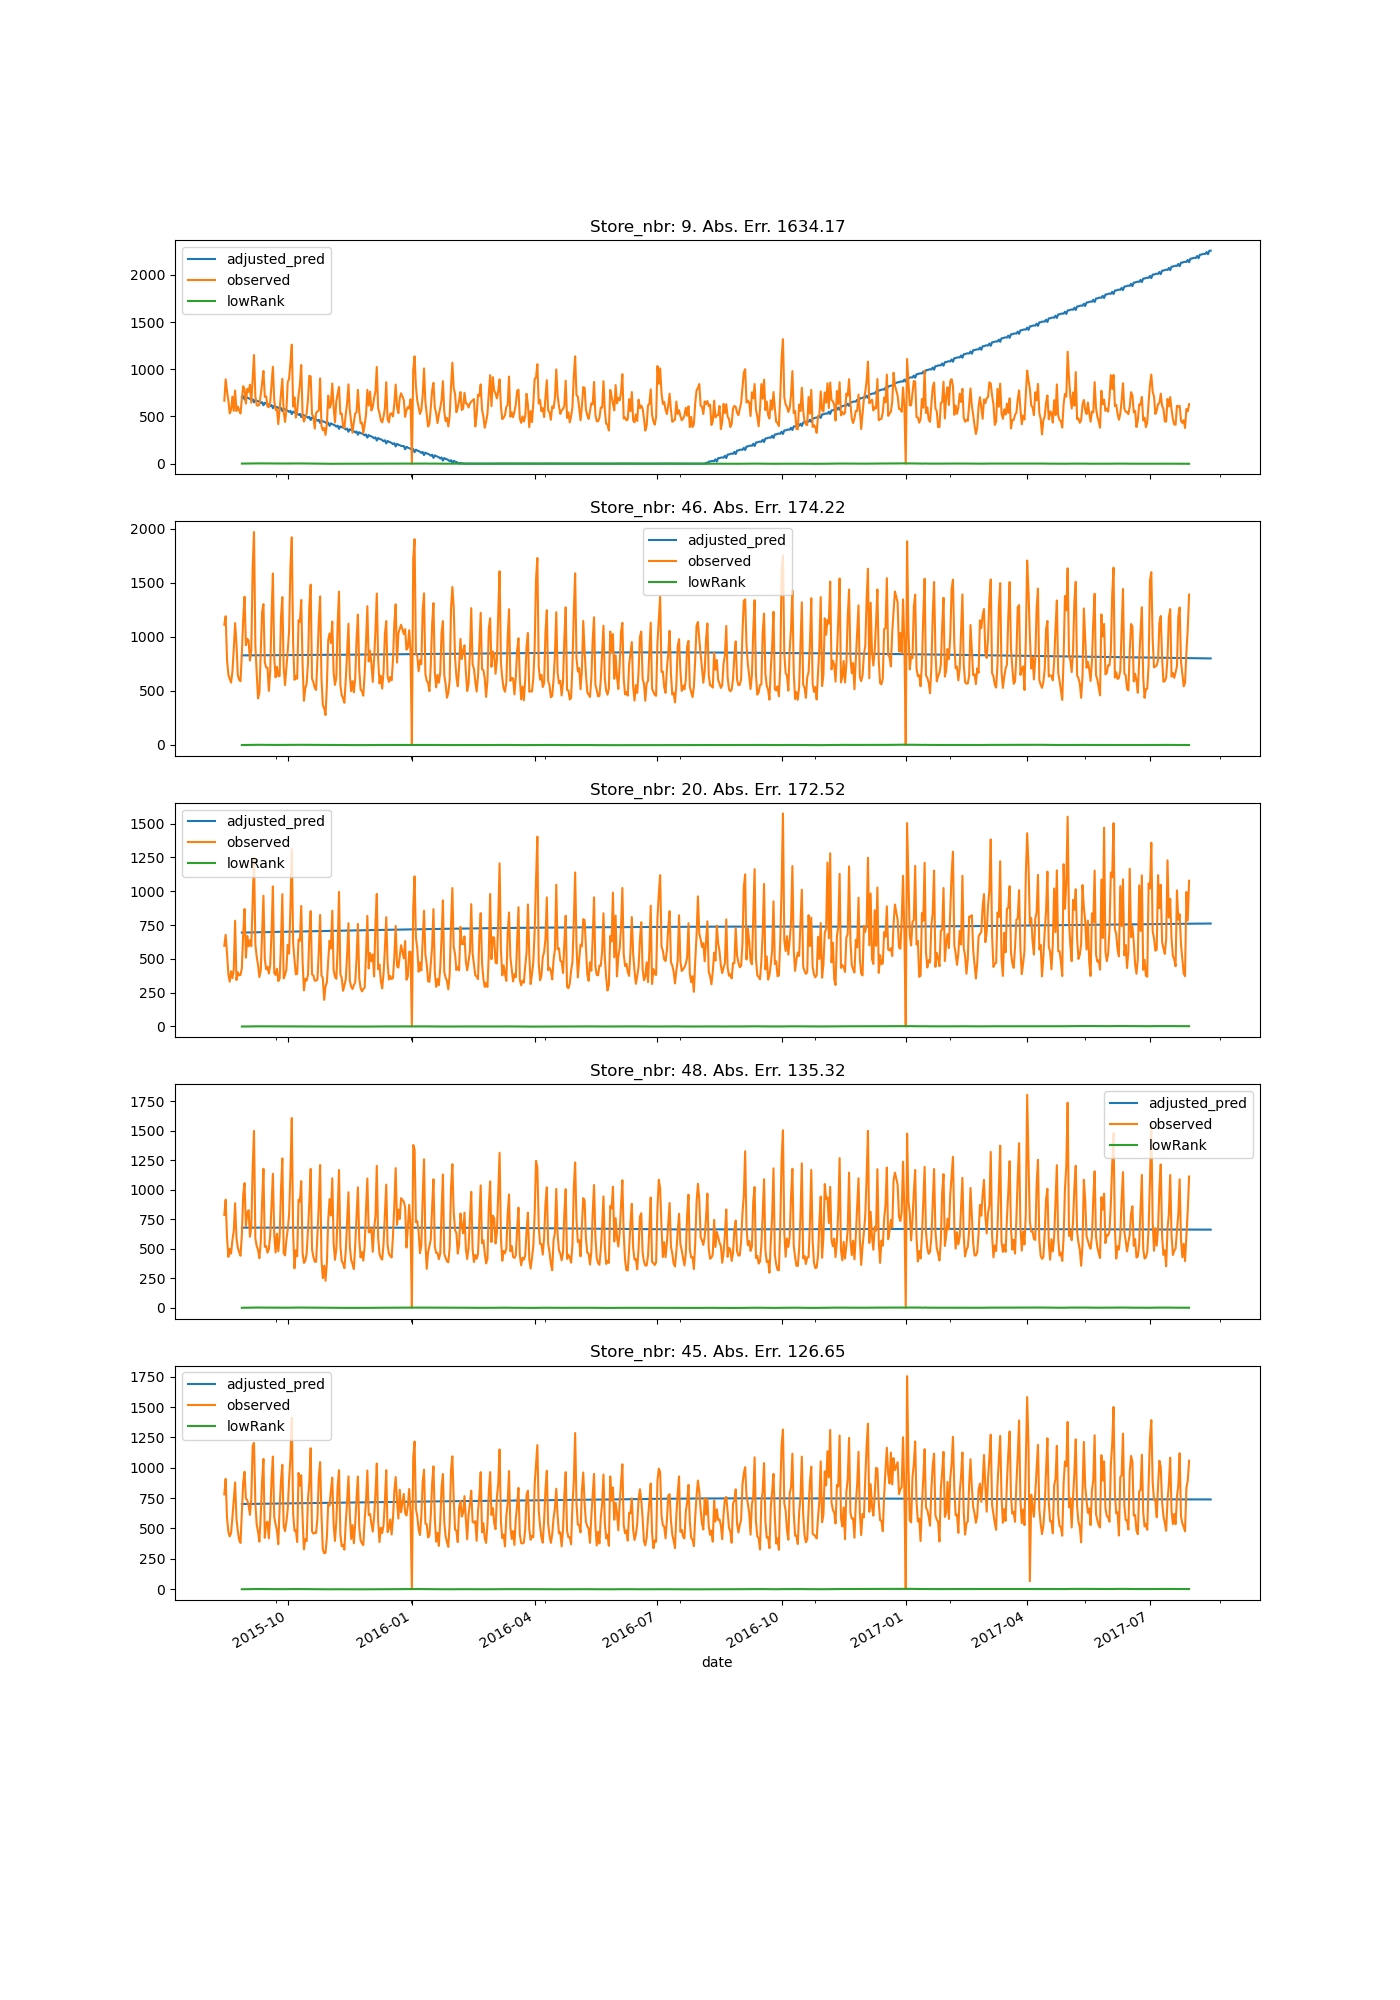 Store_nbr: 9. Abs. Err. 1634.17
adjusted_pred
observed
lowRank
2000
1500
1000
500
0
Store_nbr: 46. Abs. Err. 174.22
adjusted_pred
observed
lowRank
2000
1500
1000
500
0
Store_nbr: 20. Abs. Err. 172.52
adjusted_pred
observed
lowRank
1500
1250
1000
750
500
250
0
Store_nbr: 48. Abs. Err. 135.32
adjusted_pred
observed
lowRank
1750
1500
1250
1000
750
500
250
0
Store_nbr: 45. Abs. Err. 126.65
adjusted_pred
observed
lowRank
1750
1500
1250
1000
750
500
250
0
2015-10 2016-01 2016-04 2016-07 2016-10 2017-01 2017-04 2017-07
date